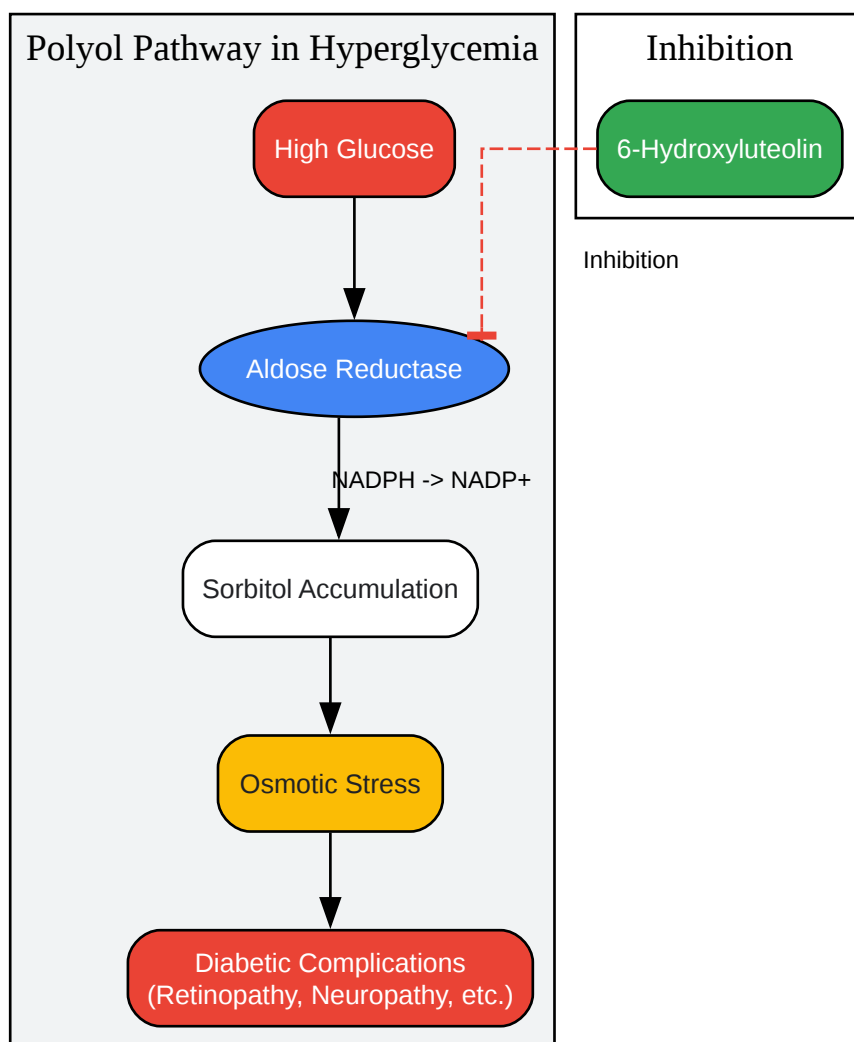 Polyol Pathway in Hyperglycemia
Inhibition
High Glucose
6-Hydroxyluteolin
Inhibition
Aldose Reductase
NADPH -> NADP+
Sorbitol Accumulation
Osmotic Stress
Diabetic Complications
(Retinopathy, Neuropathy, etc.)